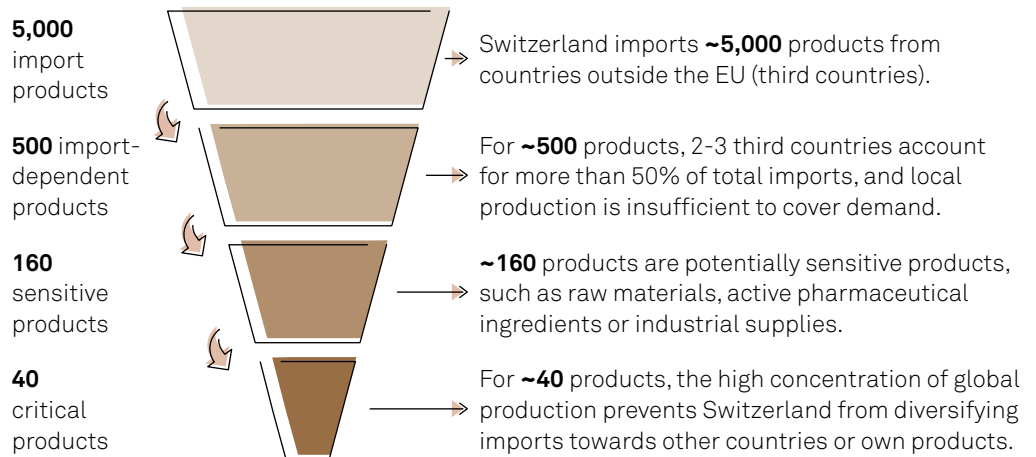 5,000
import
products
Switzerland imports ~5,000 products from
countries outside the EU (third countries).
500 import-
dependent
products
For ~500 products, 2-3 third countries account
for more than 50% of total imports, and local
production is insufficient to cover demand.
160
sensitive
products
~160 products are potentially sensitive products,
such as raw materials, active pharmaceutical
ingredients or industrial supplies.
40
critical
products
For ~40 products, the high concentration of global
production prevents Switzerland from diversifying
imports towards other countries or own products.